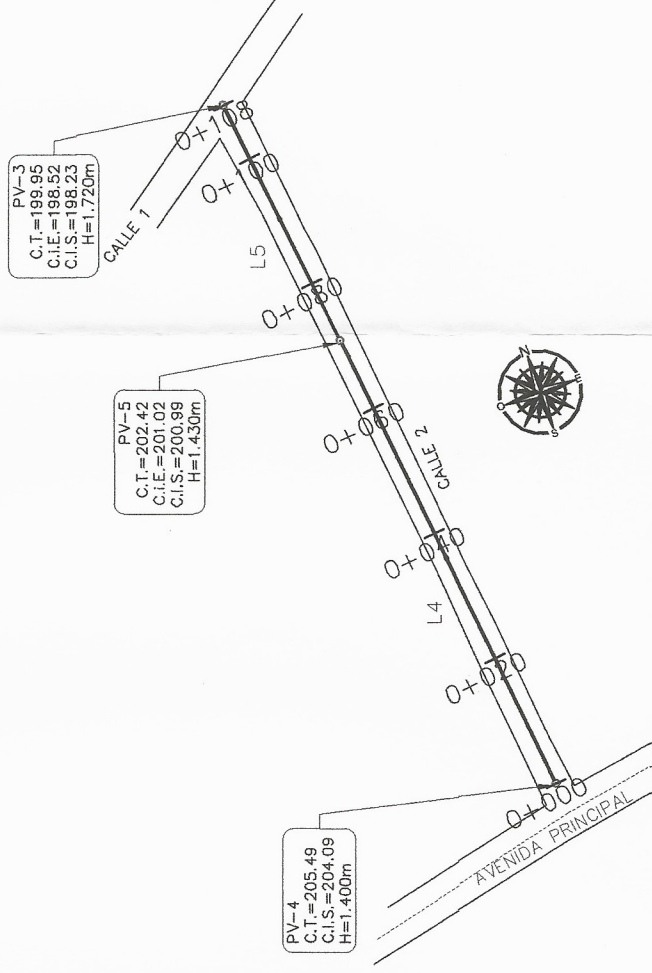 PV-3
C.T.=199.95
C.i.E.=198.52
C.I.S.=198.23
H=1.720m
CALLE 1
0+108
0+100
L5
0+080
PV-5
C.T.=202.42
C.i.E.=201.02
C.I.S.=200.99
H=1.430m
0+060
CALLE 2
N
E
S
O
0+040
L4
0+020
PV-4
C.T.=205.49
C.I.S.=204.09
H=1.400m
0+000
AVENIDA PRINCIPAL